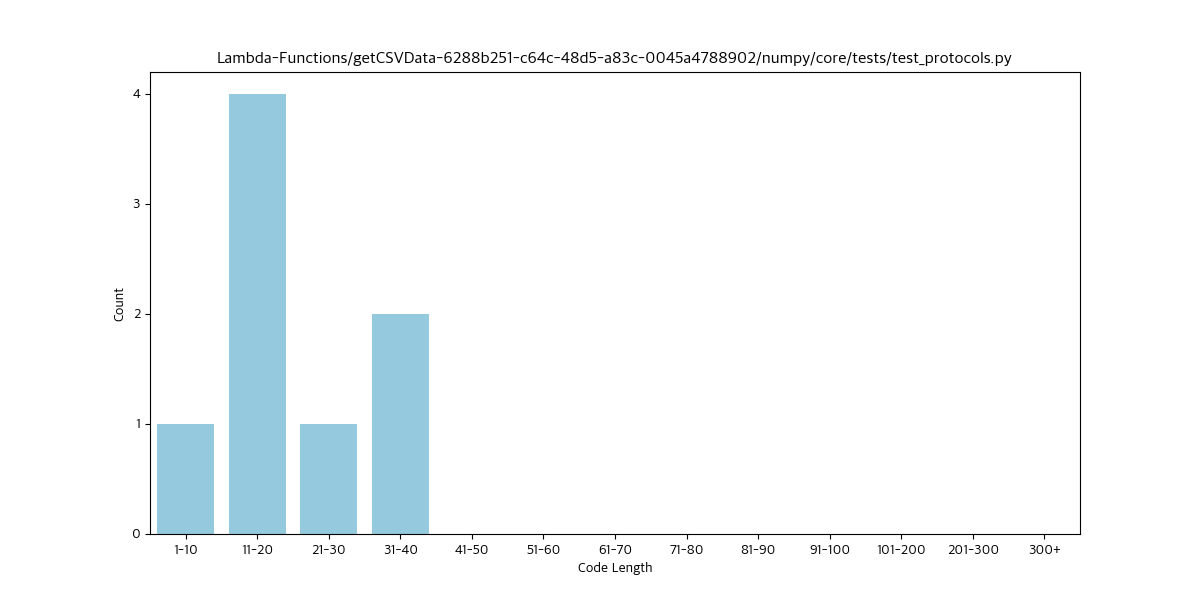 Lambda-Functions/getCSVData-6288b251-c64c-48d5-a83c-0045a4788902/numpy/core/tests/test_protocols.py
4
3
2
1
0
Count
1-10 11-20 21-30 31-40 41-50 51-60 61-70 71-80 81-90 91-100 101-200 201-300 300+
Code Length